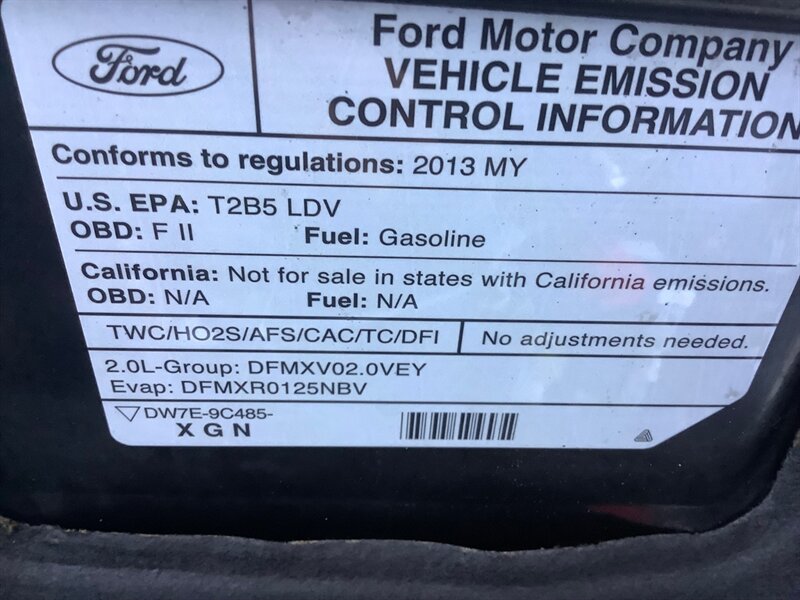 Ford
Ford Motor Company
VEHICLE EMISSION
CONTROL INFORMATION
Conforms to regulations: 2013 MY
U.S. EPA: T2B5 LDV
OBD: F II Fuel: Gasoline
California: Not for sale in states with California emissions.
OBD: N/A Fuel: N/A
TWC/HO2S/AFS/CAC/TC/DFI No adjustments needed.
2.0L-Group: DFMXV02.0VEY
Evap: DFMXR0125NBV
DW7E-9C485-
X G N